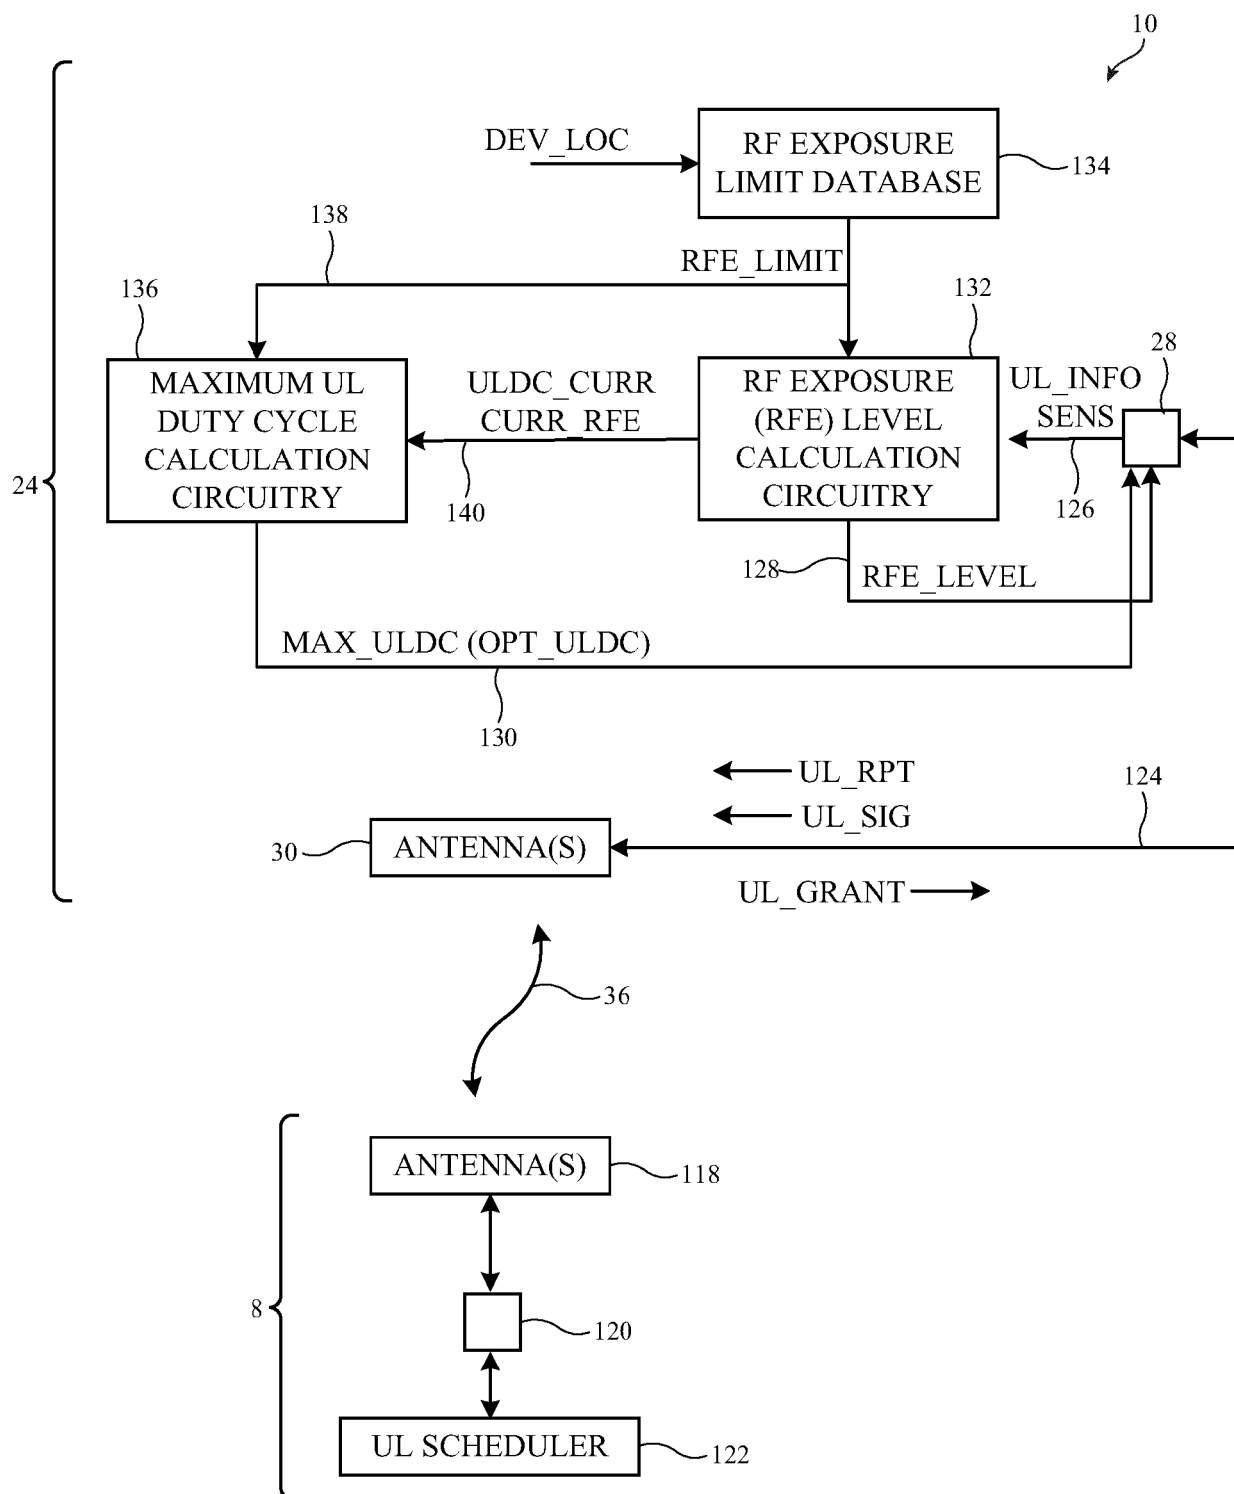 10
DEV_LOC
RF EXPOSURE
LIMIT DATABASE
134
138
RFE_LIMIT
136
132
28
MAXIMUM UL
DUTY CYCLE
CALCULATION
CIRCUITRY
ULDC_CURR
CURR_RFE
140
RF EXPOSURE
(RFE) LEVEL
CALCULATION
CIRCUITRY
UL_INFO
SENS
126
24
128
RFE_LEVEL
MAX_ULDC (OPT_ULDC)
130
UL_RPT
124
UL_SIG
30
ANTENNA(S)
UL_GRANT
36
ANTENNA(S)
118
8
120
UL SCHEDULER
122